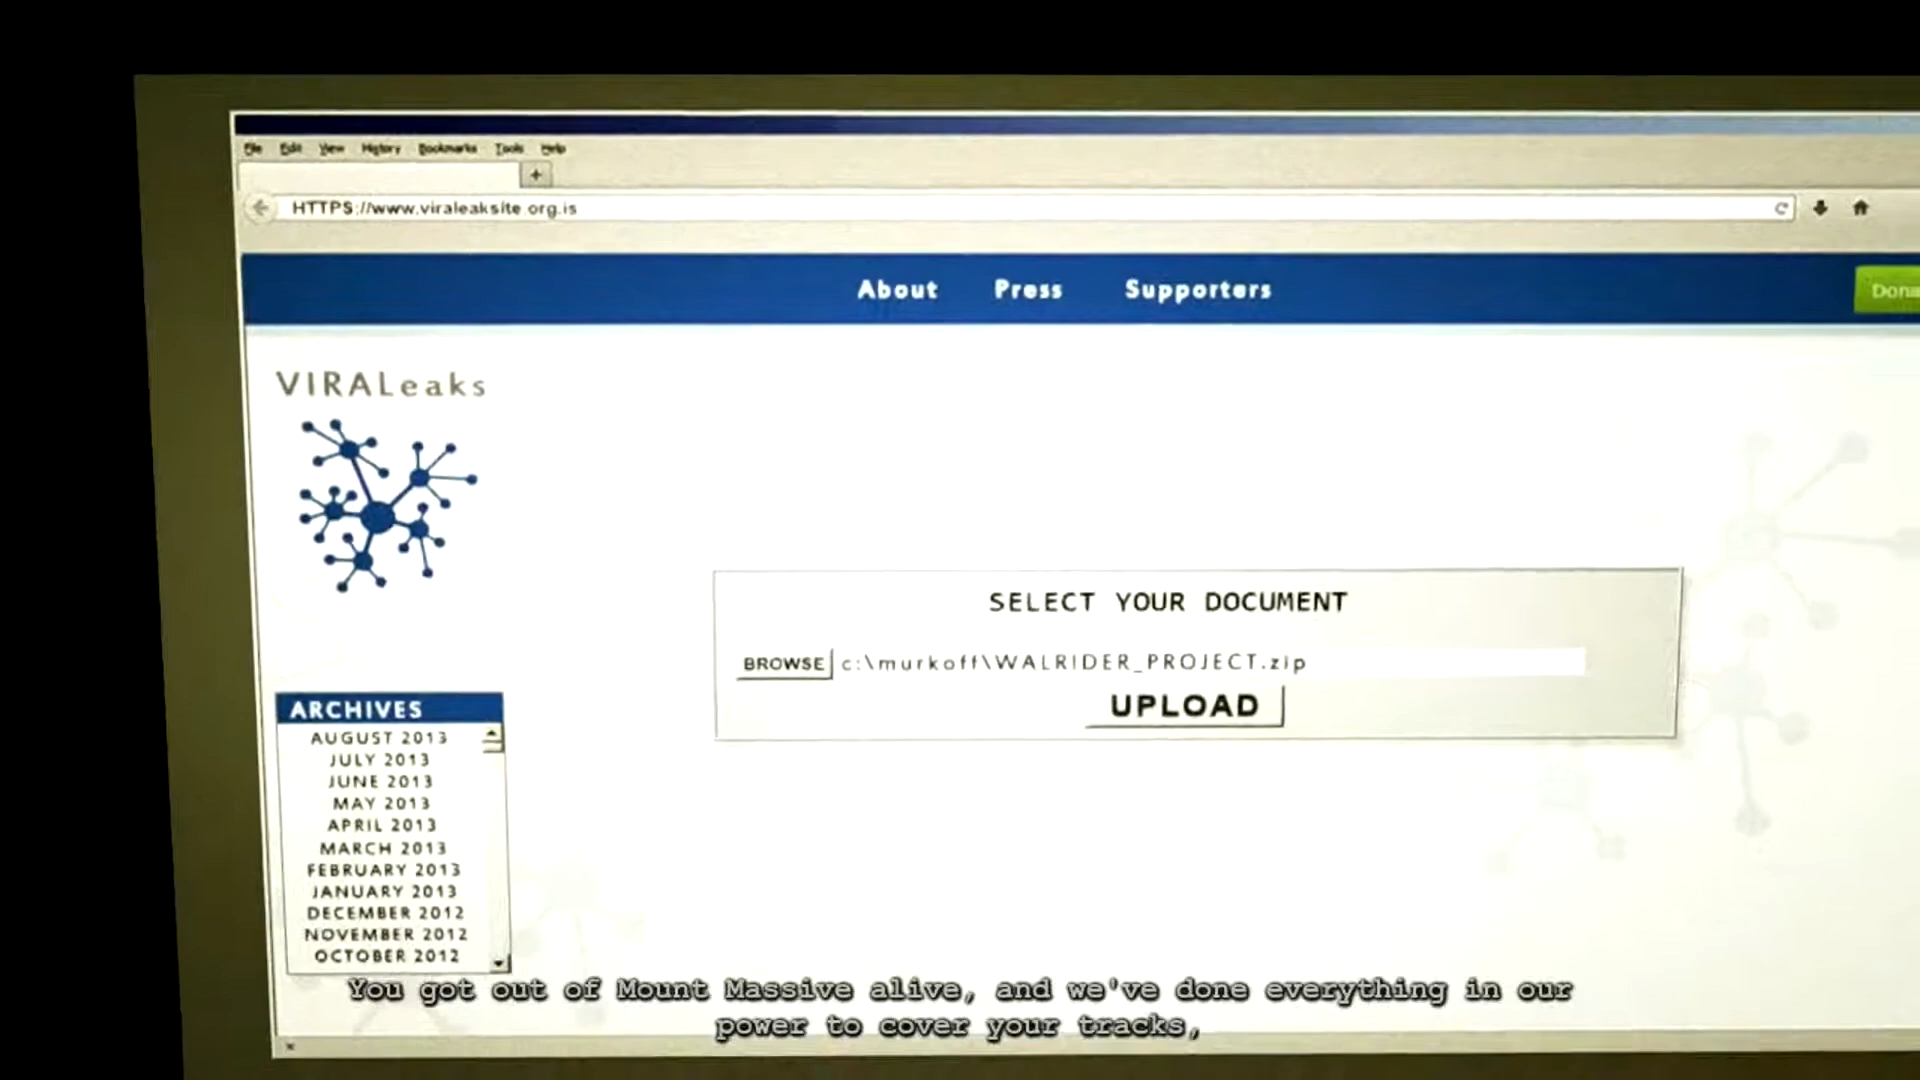 File Edit View History Bookmarks Tools Help
+
HTTPS://www.viraleaksite.org.is
About Press Supporters
Dona
VIRALeaks
SELECT YOUR DOCUMENT
BROWSE c:\murkoff\WALRIDER_PROJECT.zip
UPLOAD
ARCHIVES
AUGUST 2013
JULY 2013
JUNE 2013
MAY 2013
APRIL 2013
MARCH 2013
FEBRUARY 2013
JANUARY 2013
DECEMBER 2012
NOVEMBER 2012
OCTOBER 2012
You got out of Mount Massive alive, and we've done everything in our
power to cover your tracks,